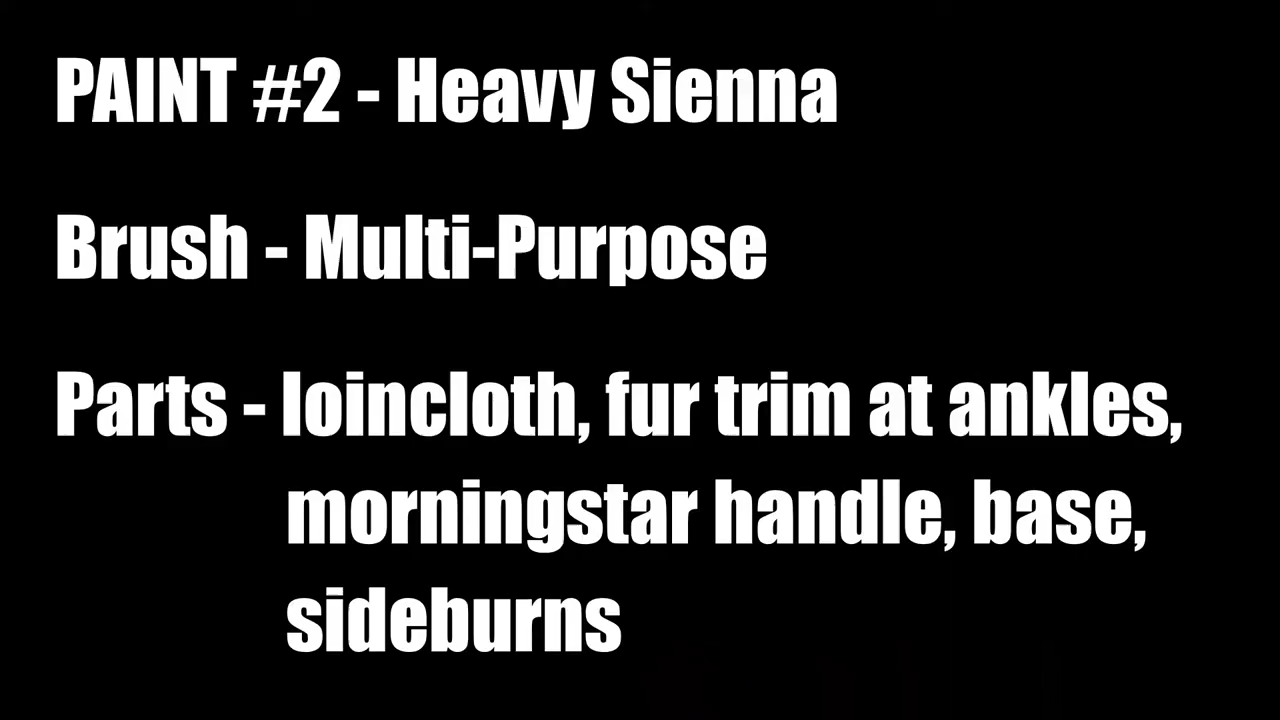 PAINT #2 - Heavy Sienna
Brush - Multi-Purpose
Parts - loincloth, fur trim at ankles,
morningstar handle, base,
sideburns